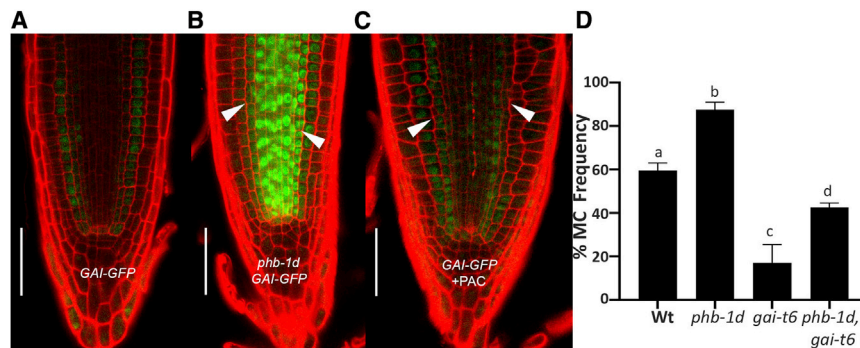 A
B
C
D
GAI-GFP
phb-1d
GAI-GFP
GAI-GFP
+PAC
% MC Frequency
100
80
60
40
20
0
a
b
c
d
Wt
phb-1d
gai-t6
phb-1d,
gai-t6